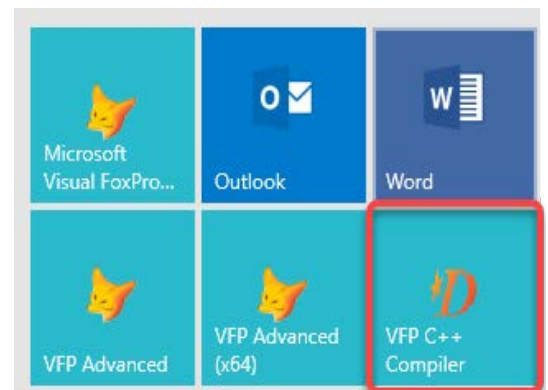 Microsoft
Visual FoxPro...
Outlook
Word
VFP Advanced
VFP Advanced
(x64)
VFP C++
Compiler